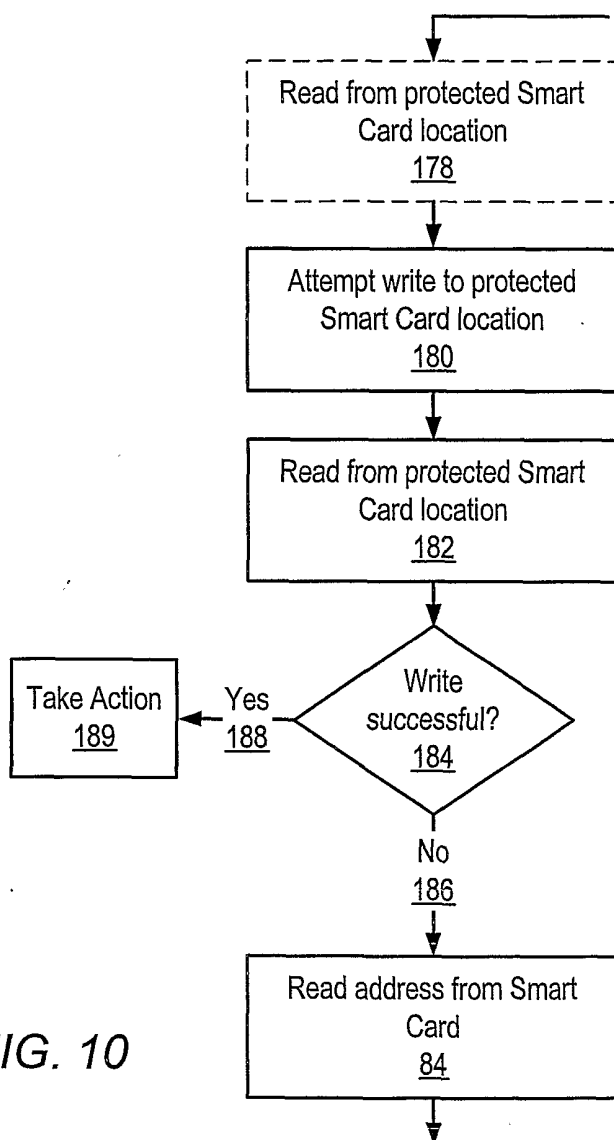 Read from protected Smart
Card location
178
Attempt write to protected
Smart Card location
180
Read from protected Smart
Card location
182
Write
successful?
184
Yes
188
Take Action
189
No
186
Read address from Smart
Card
84
IG. 10